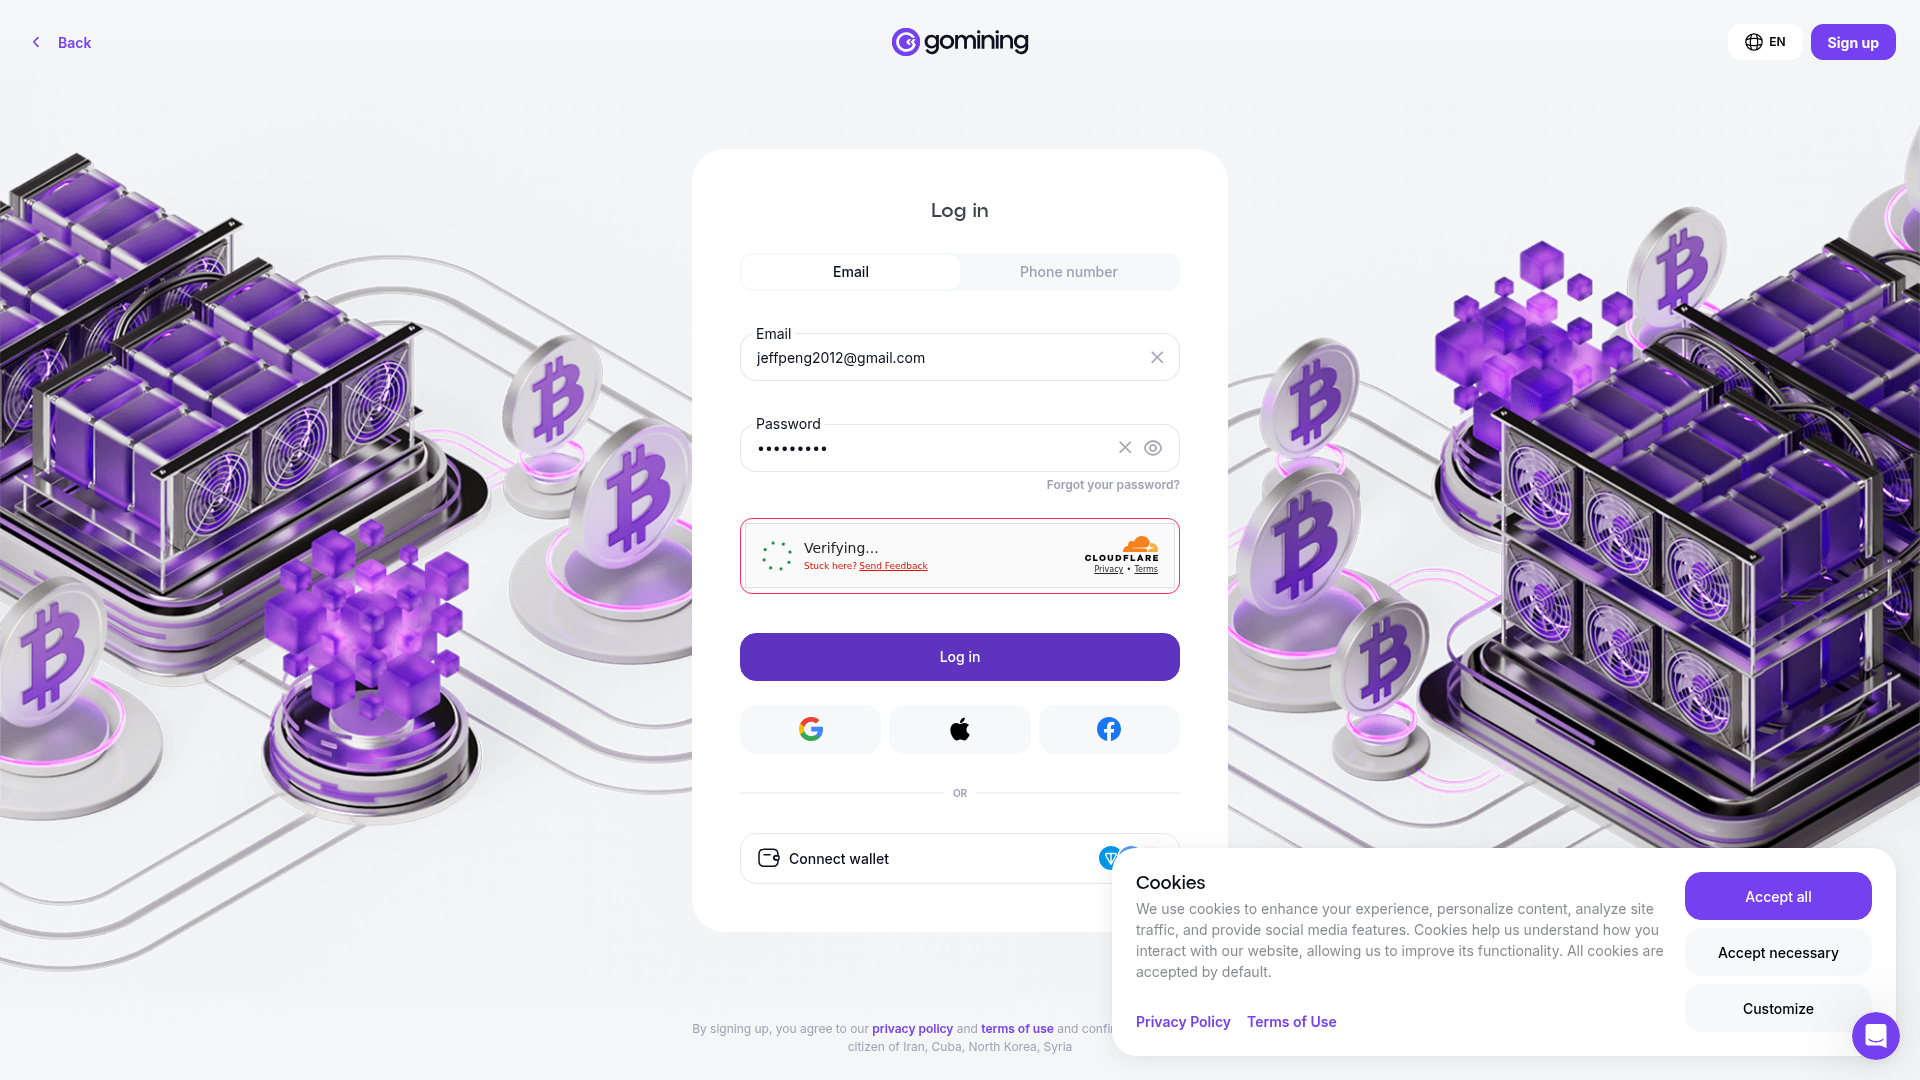 Back
gomining
EN
Sign up
Log in
Email
Phone number
Email
jeffpeng2012@gmail.com
Password
•••••••••
Forgot your password?
Verifying...
Stuck here? Send Feedback
CLOUDFLARE
Privacy • Terms
Log in
OR
Connect wallet
Cookies
We use cookies to enhance your experience, personalize content, analyze site
traffic, and provide social media features. Cookies help us understand how you
interact with our website, allowing us to improve its functionality. All cookies are
accepted by default.
Privacy Policy Terms of Use
Accept all
Accept necessary
Customize
By signing up, you agree to our privacy policy and terms of use and
citizen of Iran, Cuba, North Korea, Syria